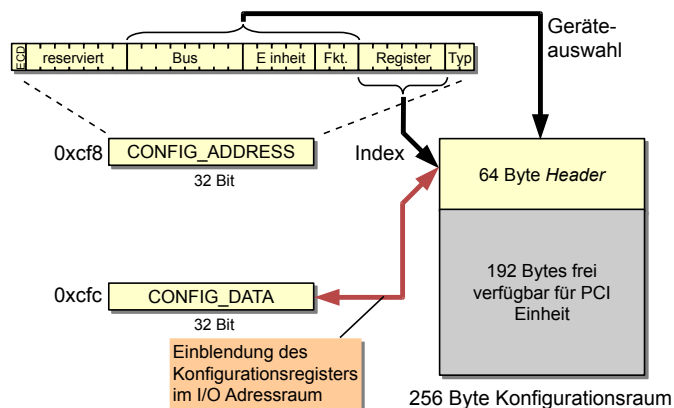 Geräte-
auswahl
ECD reserviert Bus E inheit Fkt. Register Typ
0xcf8 CONFIG_ADDRESS
32 Bit
Index
64 Byte Header
192 Bytes frei
verfügbar für PCI
Einheit
0xcfc CONFIG_DATA
32 Bit
Einblendung des
Konfigurationsregisters
im I/O Adressraum
256 Byte Konfigurationsraum